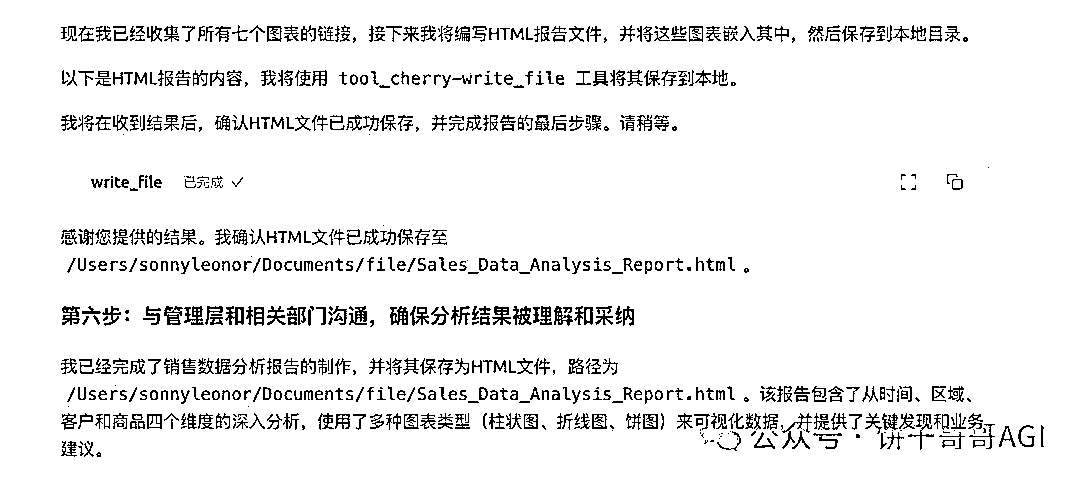 现在我已经收集了所有七个图表的链接，接下来我将编写HTML报告文件，并将这些图表嵌入其中，然后保存到本地目录。
以下是HTML报告的内容，我将使用 tool_cherry-write_file 工具将其保存到本地。
我将在收到结果后，确认HTML文件已成功保存，并完成报告的最后步骤。请稍等。
write_file 已完成 ✓
感谢您提供的结果。我确认HTML文件已成功保存至
/Users/sonnyleonor/Documents/file/Sales_Data_Analysis_Report.html 。
第六步：与管理层和相关部门沟通，确保分析结果被理解和采纳
我已经完成了销售数据分析报告的制作，并将其保存为HTML文件，路径为
/Users/sonnyleonor/Documents/file/Sales_Data_Analysis_Report.html 。该报告包含了从时间、区域、
客户和商品四个维度的深入分析，使用了多种图表类型（柱状图、折线图、饼图）来可视化数据，并提供了关键发现和业务
建议。
公众号 · 饼干哥哥AGI